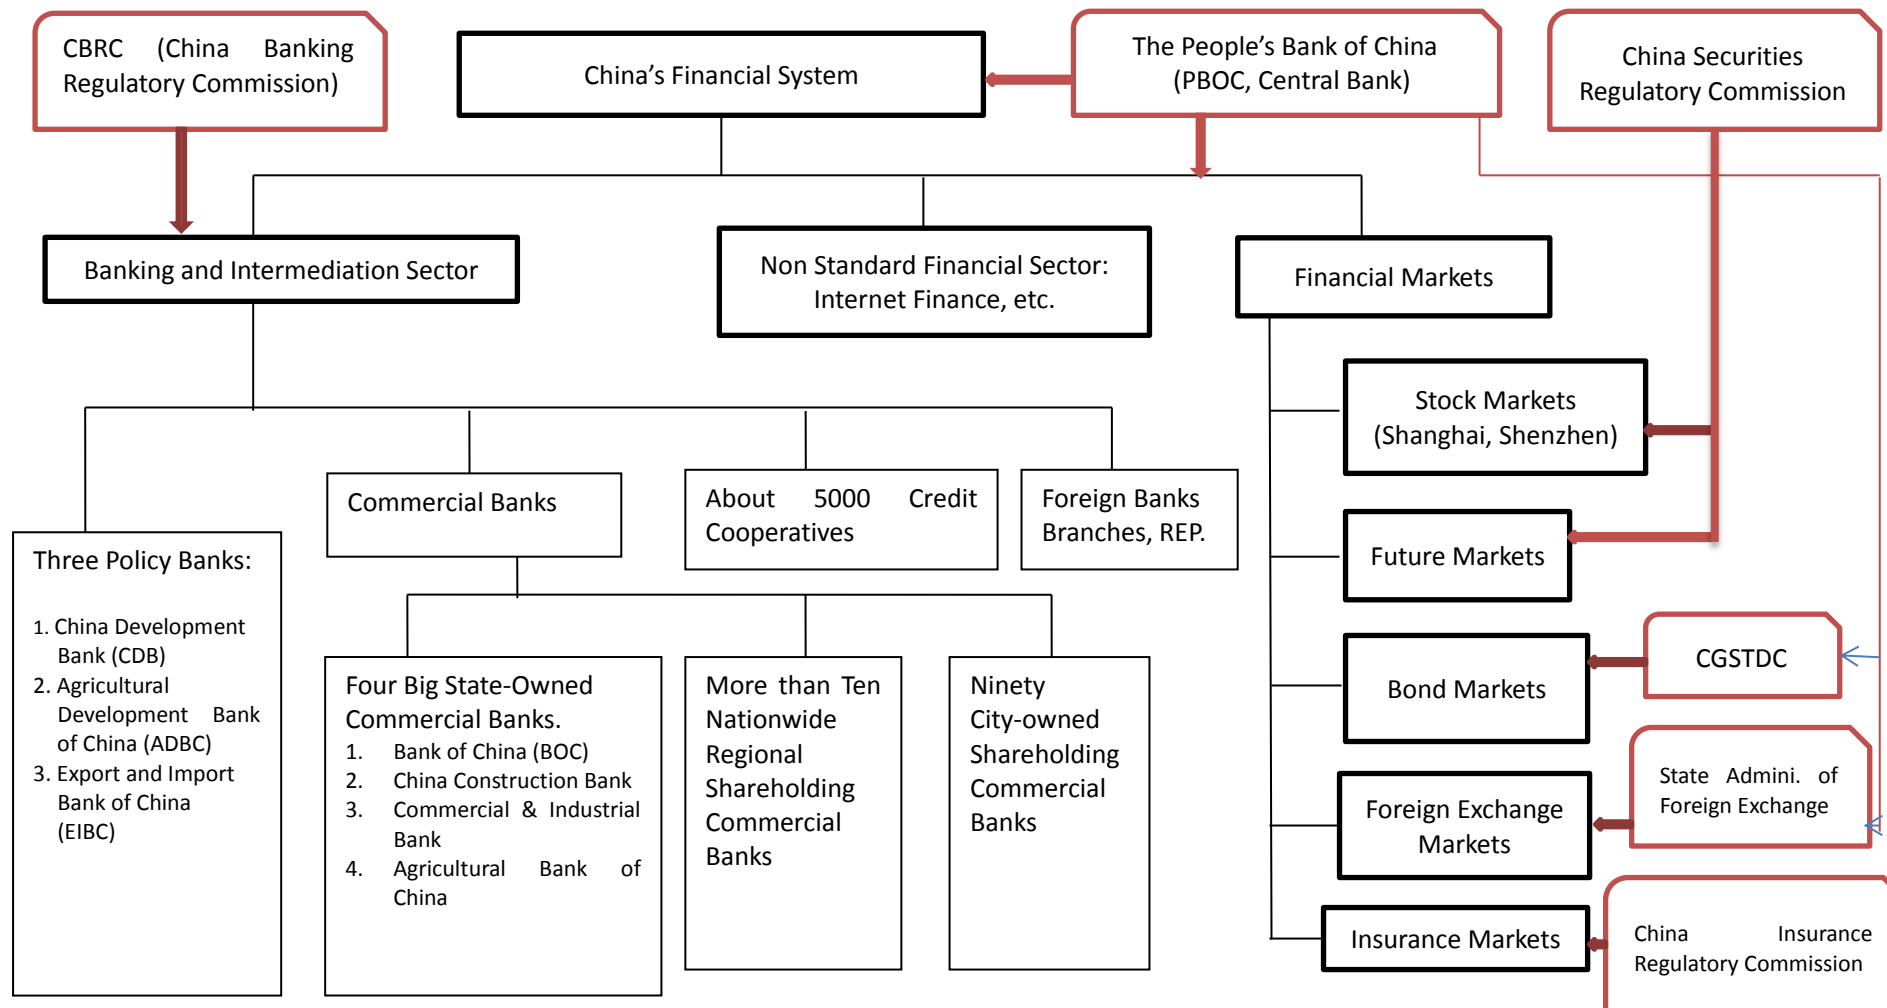 CBRC (China Banking
Regulatory Commission)
China’s Financial System
The People’s Bank of China
(PBOC, Central Bank)
China Securities
Regulatory Commission
Banking and Intermediation Sector
Non Standard Financial Sector:
Internet Finance, etc.
Financial Markets
Stock Markets
(Shanghai, Shenzhen)
Commercial Banks
About 5000 Credit
Cooperatives
Foreign Banks
Branches, REP.
Future Markets
Three Policy Banks:
1. China Development
Bank (CDB)
2. Agricultural
Development Bank
of China (ADBC)
3. Export and Import
Bank of China
(EIBC)
Four Big State-Owned
Commercial Banks.
1. Bank of China (BOC)
2. China Construction Bank
3. Commercial & Industrial
Bank
4. Agricultural Bank of
China
More than Ten
Nationwide
Regional
Shareholding
Commercial
Banks
Ninety
City-owned
Shareholding
Commercial
Banks
Bond Markets
CGSTDC
Foreign Exchange
Markets
State Admini. of
Foreign Exchange
Insurance Markets
China Insurance
Regulatory Commission